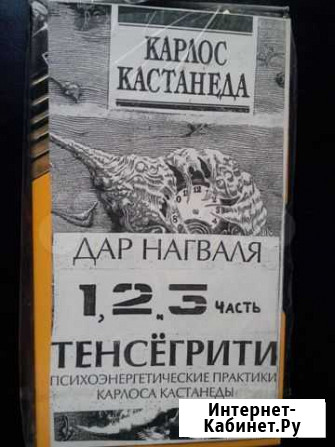 КАРЛОС
КАСТАНЕДА
ДАР НАГВАЛЯ
1, 2.3 ЧАСТЬ
ТЕНСЁГРИТИ
ПСИХОЭНЕРГЕТИЧЕСКИЕ ПРАКТИКИ
КАРЛОСА КАСТАНЕДЫ
Интернет-
Кабинет.Ру